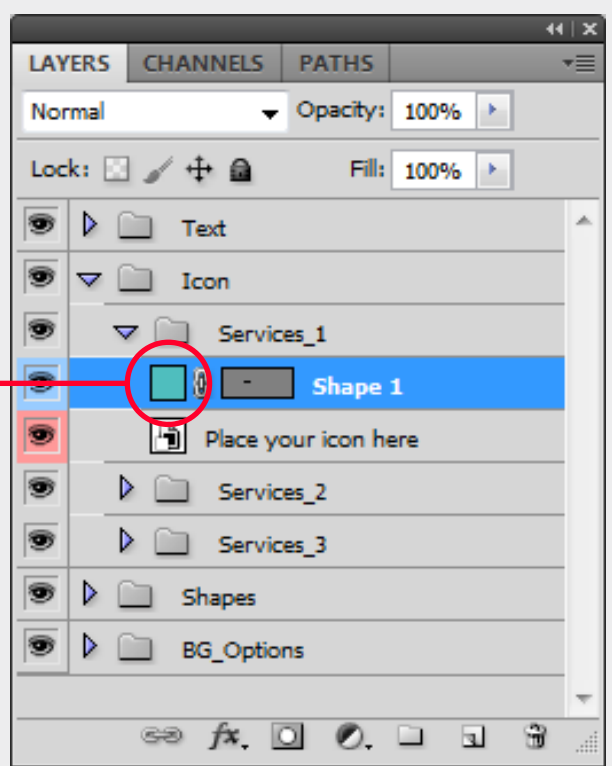 LAYERS CHANNELS PATHS
Normal Opacity: 100%
Lock: Fill: 100%
Text
Icon
Services_1
Shape 1
Place your icon here
Services_2
Services_3
Shapes
BG_Options
fx.